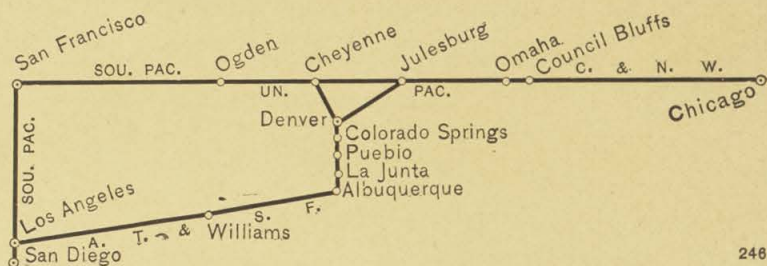 San Francisco
Ogden
Cheyenne
Julesburg
Omaha
Council Bluffs
SOU. PAC.
UN.
PAC.
C. & N. W.
Chicago
Denver
Colorado Springs
Pueblo
La Junta
Albuquerque
SOU. PAC.
Los Angeles
A. T. & S. F.
Williams
San Diego
246